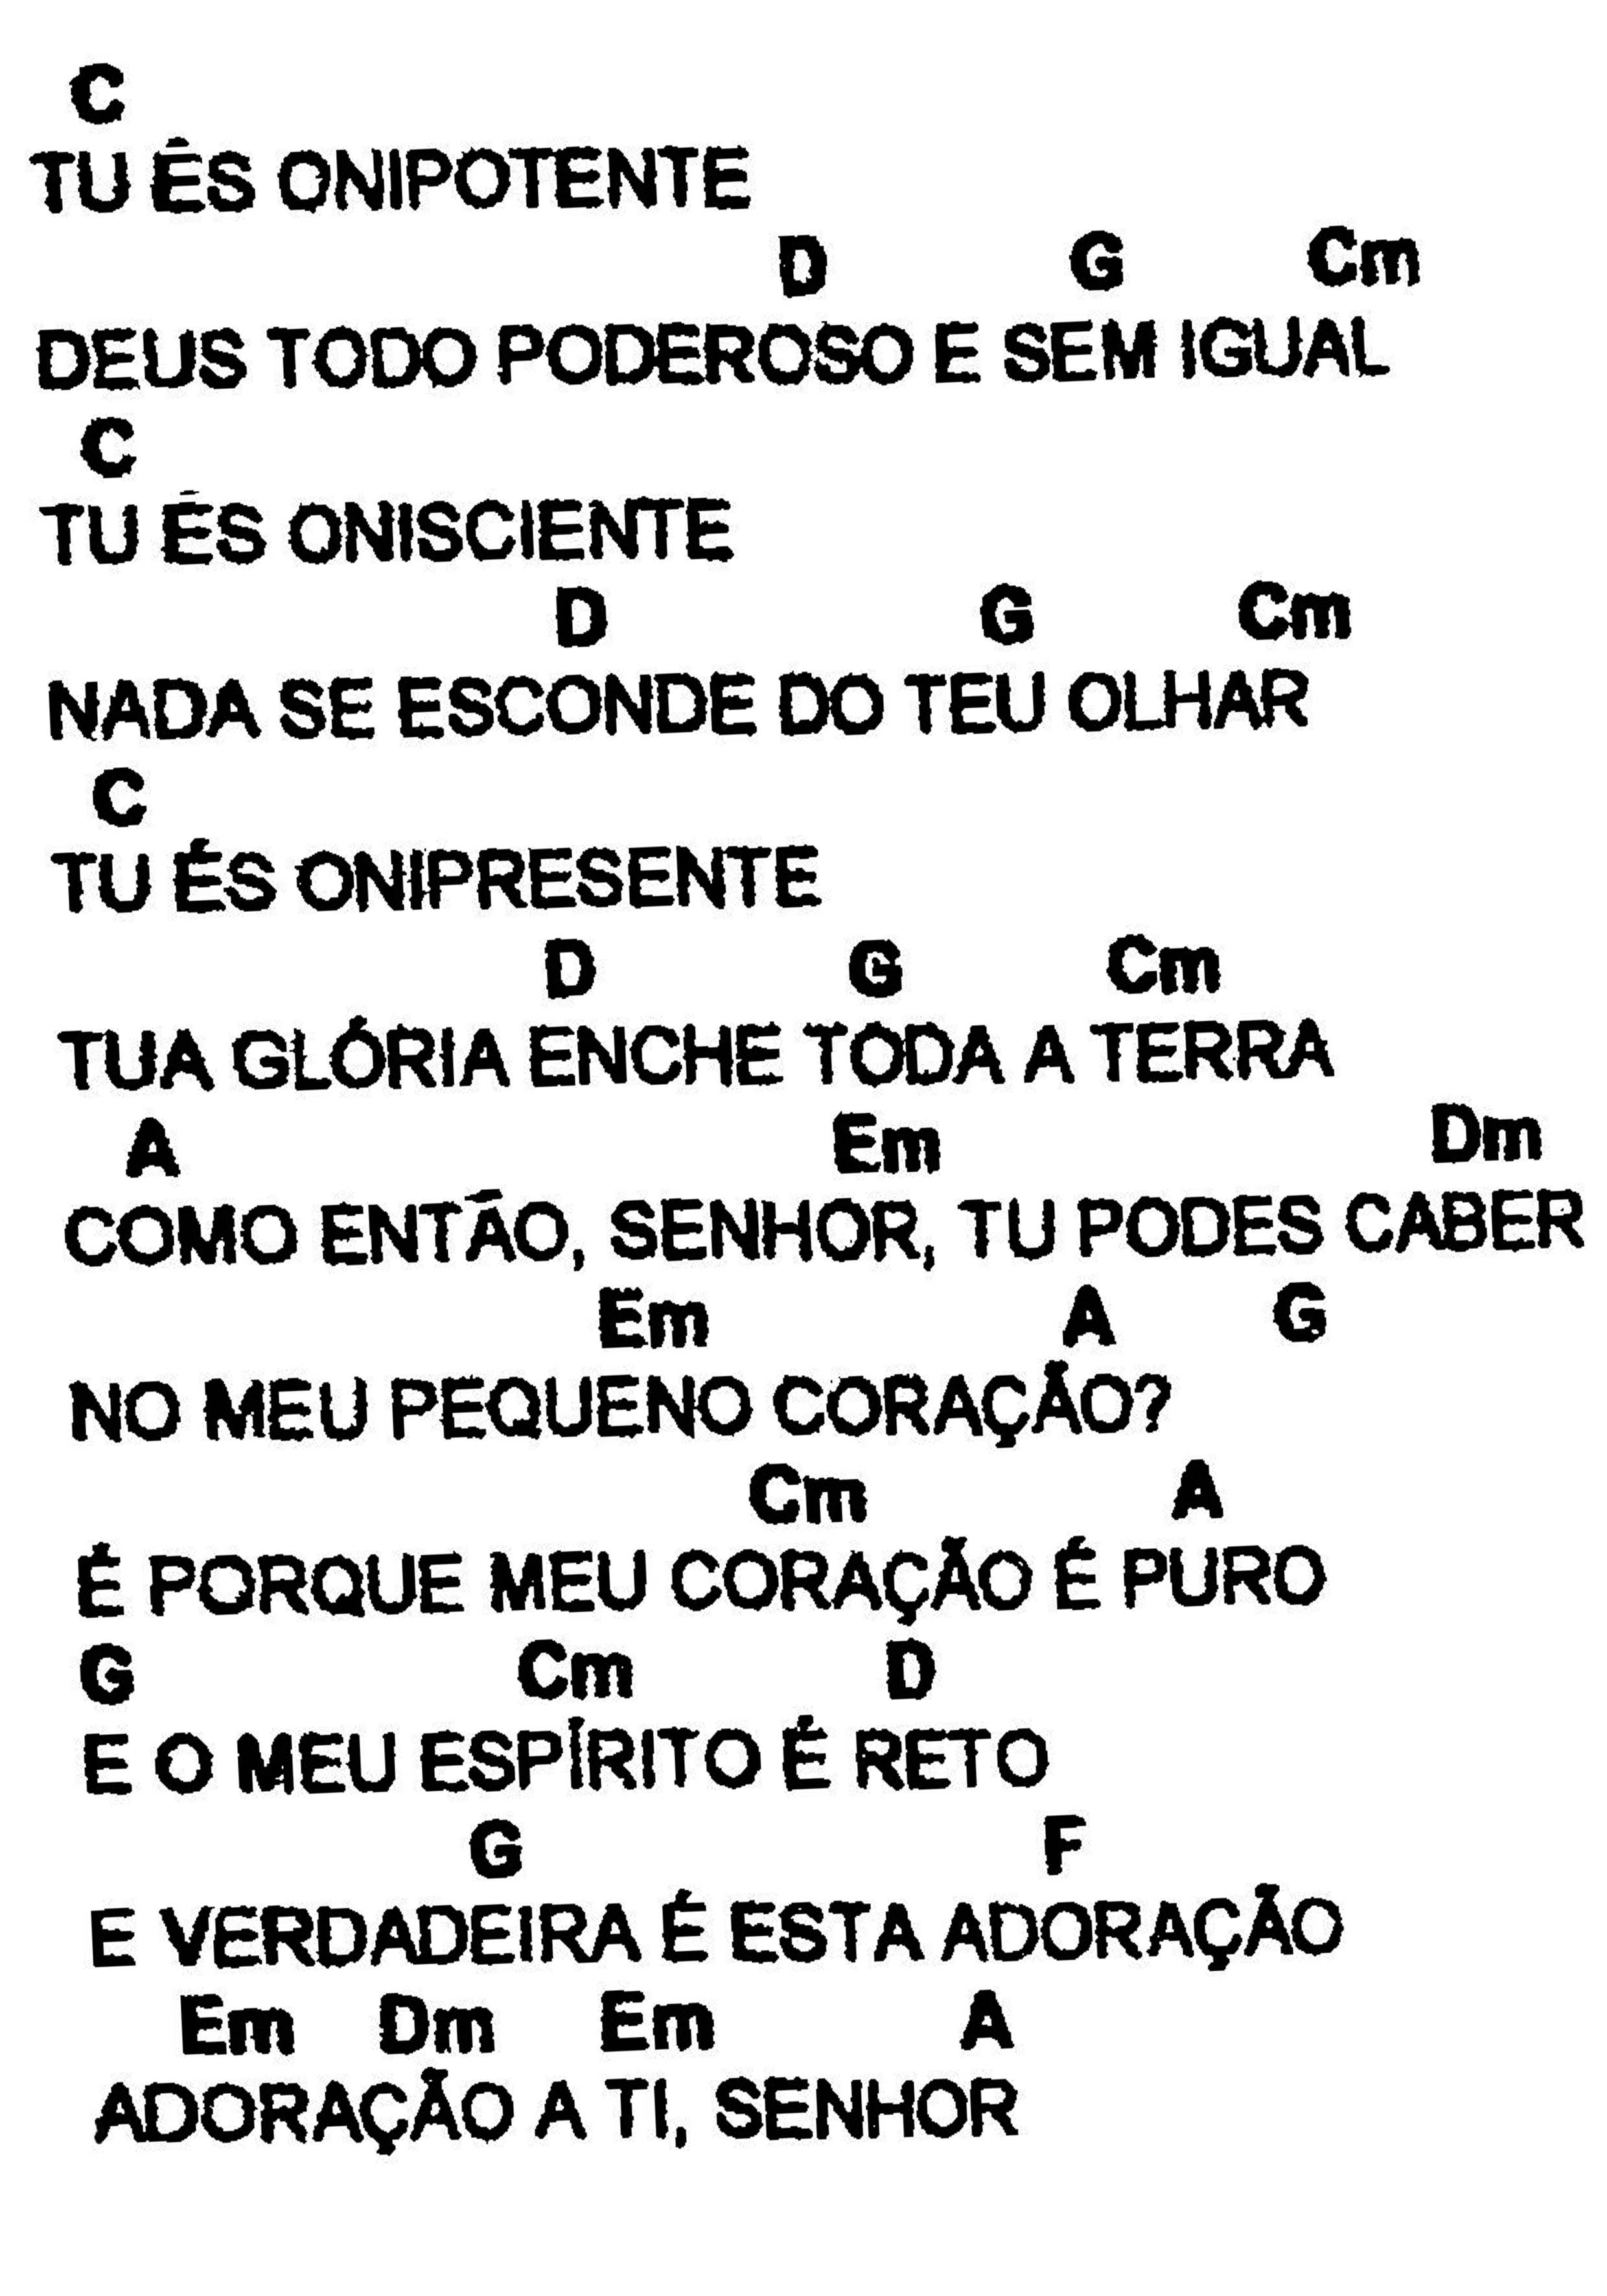 C
TU ÉS ONIPOTENTE
D G Cm
DEUS TODO PODEROSO E SEM IGUAL
C
TU ÉS ONISCIENTE
D G Cm
NADA SE ESCONDE DO TEU OLHAR
C
TU ÉS ONIPRESENTE
D G Cm
TUA GLÓRIA ENCHE TODA A TERRA
A Em Dm
COMO ENTÃO, SENHOR, TU PODES CABER
Em A G
NO MEU PEQUENO CORAÇÃO?
Cm A
É PORQUE MEU CORAÇÃO É PURO
G Cm D
E O MEU ESPÍRITO É RETO
G F
E VERDADEIRA É ESTA ADORAÇÃO
Em Dm Em A
ADORAÇÃO A TI, SENHOR